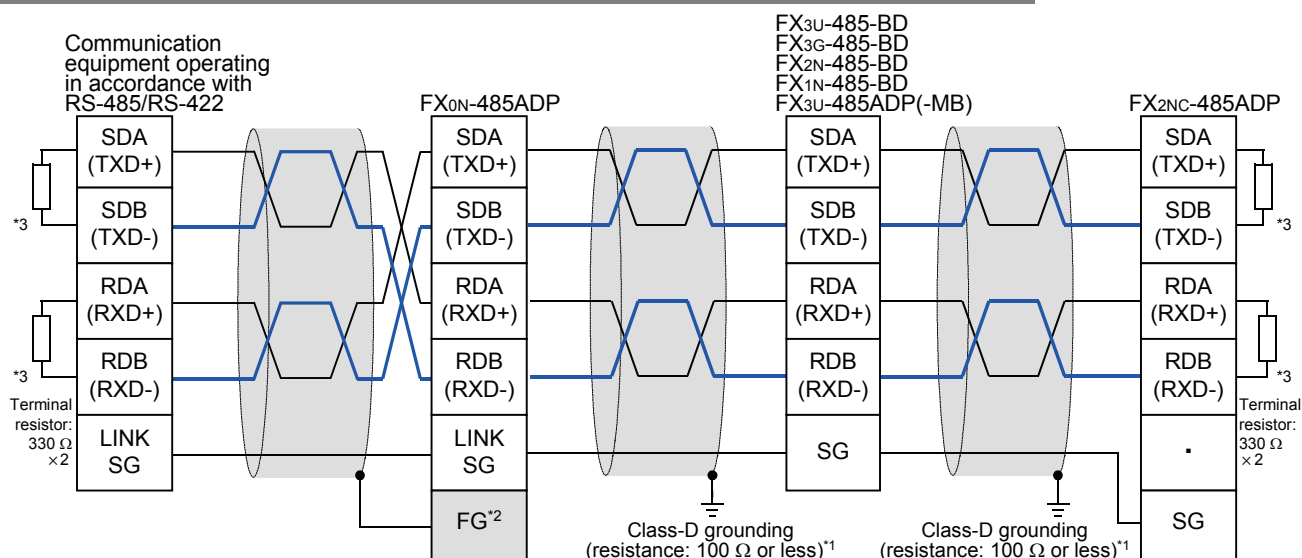 Communication
equipment operating
in accordance with
RS-485/RS-422
FX0N-485ADP
FX3U-485-BD
FX3G-485-BD
FX2N-485-BD
FX1N-485-BD
FX3U-485ADP(-MB)
FX2NC-485ADP
SDA
(TXD+)
SDB
(TXD-)
RDA
(RXD+)
RDB
(RXD-)
LINK
SG
*3
*3
Terminal
resistor:
330 Ω
×2
SDA
(TXD+)
SDB
(TXD-)
RDA
(RXD+)
RDB
(RXD-)
LINK
SG
FG*2
SDA
(TXD+)
SDB
(TXD-)
RDA
(RXD+)
RDB
(RXD-)
SG
Class-D grounding
(resistance: 100 Ω or less)*1
Class-D grounding
(resistance: 100 Ω or less)*1
SDA
(TXD+)
SDB
(TXD-)
RDA
(RXD+)
RDB
(RXD-)
·
SG
*3
*3
Terminal
resistor:
330 Ω
×2